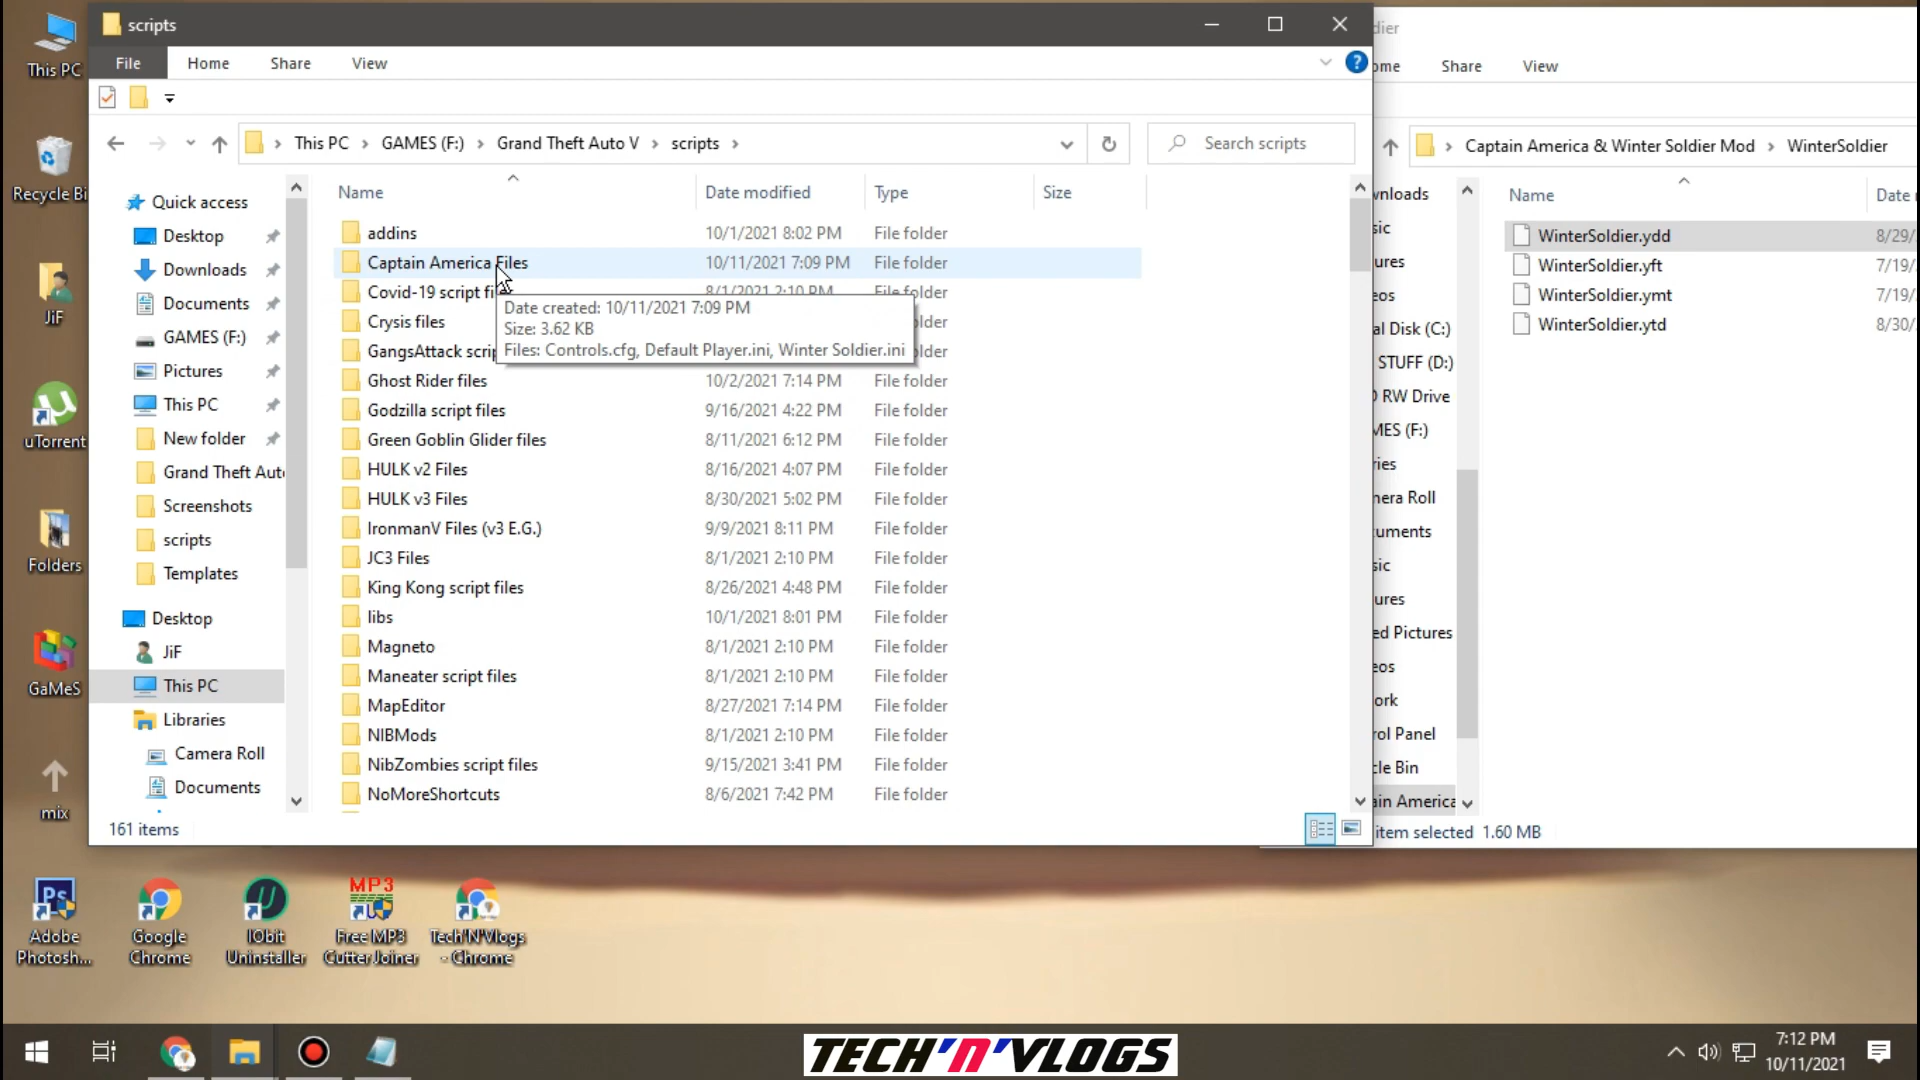 This PC
Recycle Bi
JiF
uTorrent
Folders
GaMeS
mix
Adobe
Photosh...
Google
Chrome
IObit
Uninstaller
MP3
Free MP3
Cutter Joiner
Tech'N'Vlogs
- Chrome
scripts
File Home Share View
This PC > GAMES (F:) > Grand Theft Auto V > scripts >
Search scripts
Quick access
Desktop
Downloads
Documents
GAMES (F:)
Pictures
This PC
New folder
Grand Theft Aut
Screenshots
scripts
Templates
Desktop
JiF
This PC
Libraries
Camera Roll
Documents
Name Date modified Type Size
addins 10/1/2021 8:02 PM File folder
Captain America Files 10/11/2021 7:09 PM File folder
Covid-19 script 8/1/2021 2:10 PM
Crysis files
GangsAttack
Date created: 10/11/2021 7:09 PM
Size: 3.62 KB
Files: Controls.cfg, Default Player.ini, Winter Soldier.ini
Ghost Rider files 10/2/2021 7:14 PM File folder
Godzilla script files 9/16/2021 4:22 PM File folder
Green Goblin Glider files 8/11/2021 6:12 PM File folder
HULK v2 Files 8/16/2021 4:07 PM File folder
HULK v3 Files 8/30/2021 5:02 PM File folder
IronmanV Files (v3 E.G.) 9/9/2021 8:11 PM File folder
JC3 Files 8/1/2021 2:10 PM File folder
King Kong script files 8/26/2021 4:48 PM File folder
libs 10/1/2021 8:01 PM File folder
Magneto 8/1/2021 2:10 PM File folder
Maneater script files 8/1/2021 2:10 PM File folder
MapEditor 8/27/2021 7:14 PM File folder
NIBMods 8/1/2021 2:10 PM File folder
NibZombies script files 9/15/2021 3:41 PM File folder
NoMoreShortcuts 8/6/2021 7:42 PM File folder
161 items
dier
ome Share View
Captain America & Winter Soldier Mod > WinterSoldier
wnloads
sic
ures
eos
al Disk (C:)
STUFF (D:)
RW Drive
MES (F:)
ries
nera Roll
uments
sic
ures
ed Pictures
eos
ork
rol Panel
cle Bin
ain America
Name Date
WinterSoldier.ydd 8/29/
WinterSoldier.yft 7/19/
WinterSoldier.ymt 7/19/
WinterSoldier.ytd 8/30/
item selected 1.60 MB
TECH'N'VLOGS
7:12 PM
10/11/2021